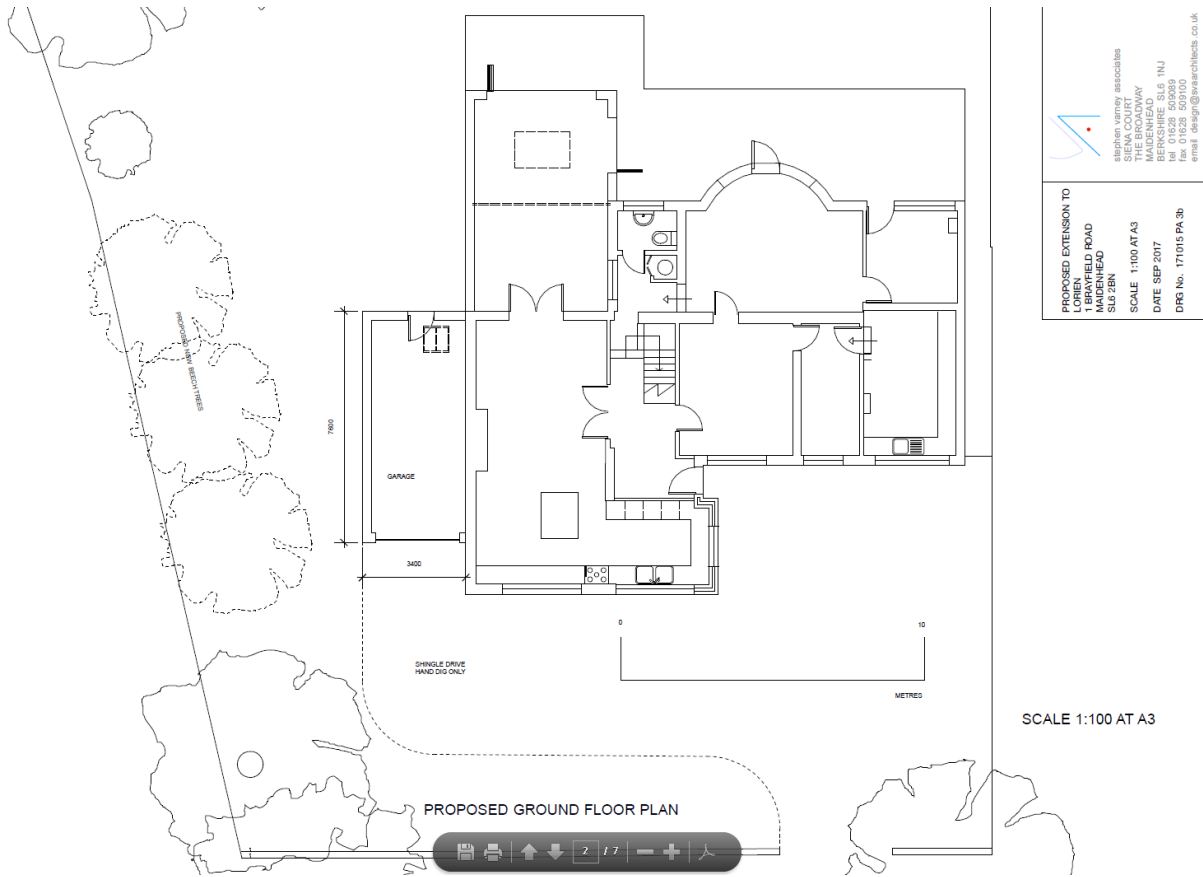 stephen varney associates
SIENA COURT
THE BROADWAY
MAIDENHEAD
BERKSHIRE SL6 1NJ
tel 01628 509089
fax 01628 509100
email design@svaarchitects.co.uk
PROPOSED EXTENSION TO
LORIEN
1 BRAYFIELD ROAD
MAIDENHEAD
SL6 2BN
SCALE 1:100 AT A3
DATE SEP 2017
DRG No. 171015 PA 3b
PROPOSED NEW BEECH TREES
7600
GARAGE
3400
0
10
METRES
SHINGLE DRIVE
HAND DIG ONLY
SCALE 1:100 AT A3
PROPOSED GROUND FLOOR PLAN
2 / 7